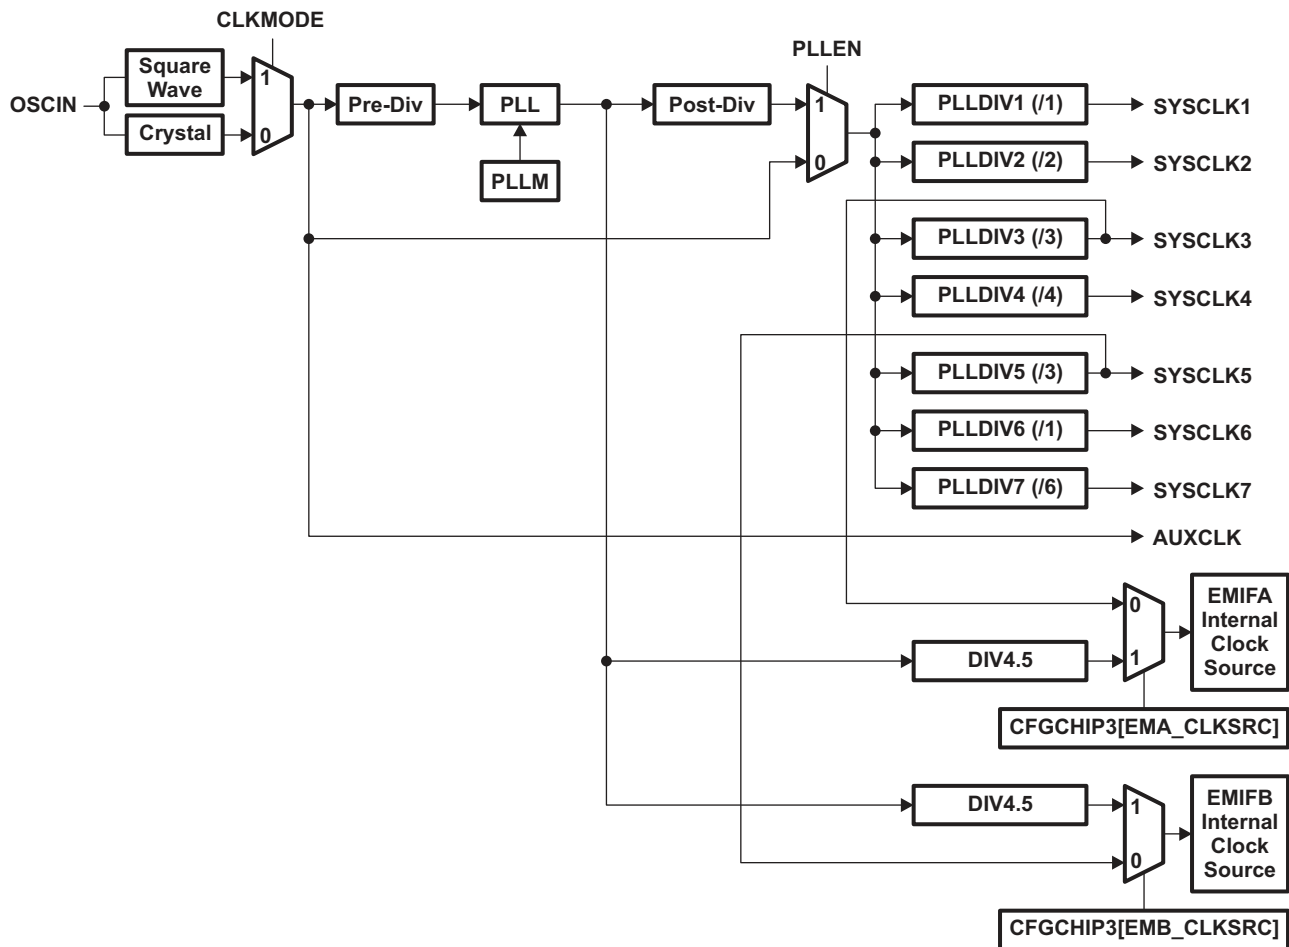 CLKMODE
OSCIN
Square
Wave
1
Crystal
0
Pre-Div
PLL
PLLM
Post-Div
PLLEN
1
0
PLLDIV1 (/1)
SYSCLK1
PLLDIV2 (/2)
SYSCLK2
PLLDIV3 (/3)
SYSCLK3
PLLDIV4 (/4)
SYSCLK4
PLLDIV5 (/3)
SYSCLK5
PLLDIV6 (/1)
SYSCLK6
PLLDIV7 (/6)
SYSCLK7
AUXCLK
0
DIV4.5
1
EMIFA
Internal
Clock
Source
CFGCHIP3[EMA_CLKSRC]
DIV4.5
1
0
EMIFB
Internal
Clock
Source
CFGCHIP3[EMB_CLKSRC]